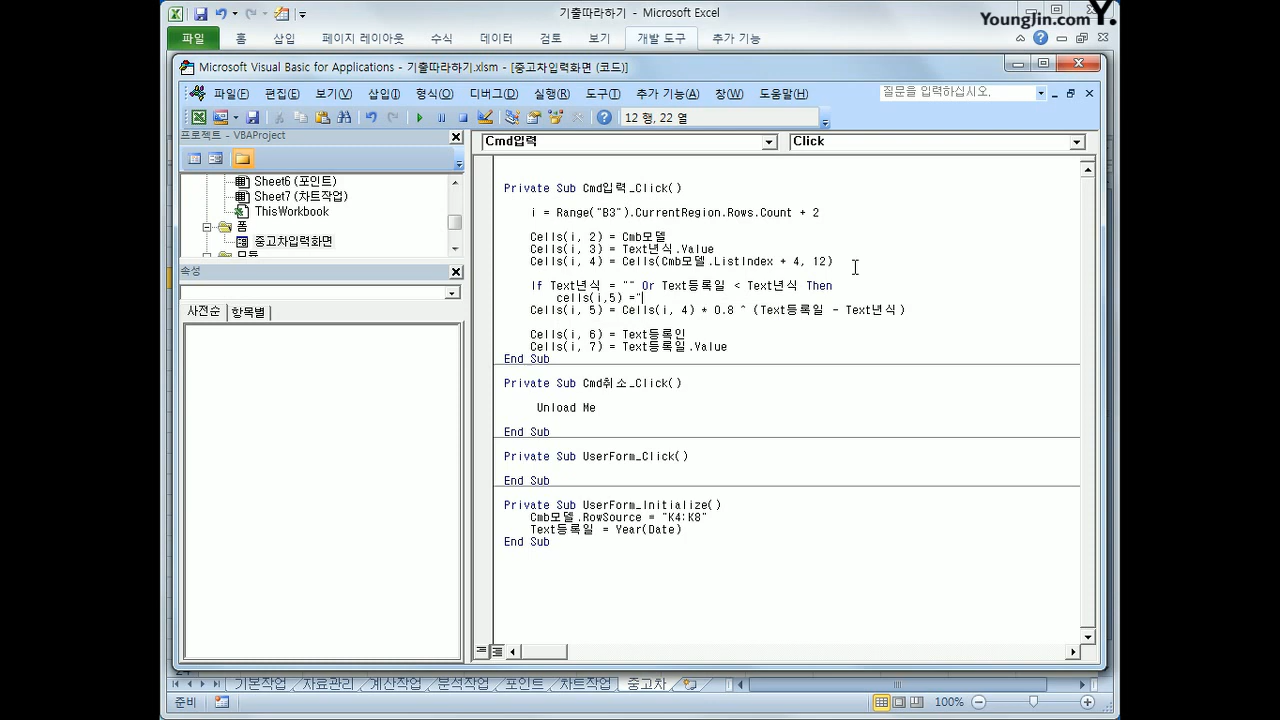 기출따라하기 - Microsoft Excel
YoungJin.com Y.
파일 홈 삽입 페이지 레이아웃 수식 데이터 검토 보기 개발 도구 추가 기능
Microsoft Visual Basic for Applications - 기출따라하기.xlsm - [중고차입력화면 (코드)]
파일(F) 편집(E) 보기(V) 삽입(I) 형식(O) 디버그(D) 실행(R) 도구(T) 추가 기능(A) 창(W) 도움말(H) 질문을 입력하십시오.
12 행, 22 열
프로젝트 - VBAProject
Cmd입력 Click
Sheet6 (포인트)
Sheet7 (차트작업)
ThisWorkbook
폼
중고차입력화면
모듈
속성
사전순 항목별
Private Sub Cmd입력_Click()
i = Range("B3").CurrentRegion.Rows.Count + 2
Cells(i, 2) = Cmb모델
Cells(i, 3) = Text년식.Value
Cells(i, 4) = Cells(Cmb모델.ListIndex + 4, 12)
If Text년식 = "" Or Text등록일 < Text년식 Then
cells(i,5) ="
Cells(i, 5) = Cells(i, 4) * 0.8 ^ (Text등록일 - Text년식)
Cells(i, 6) = Text등록인
Cells(i, 7) = Text등록일.Value
End Sub
Private Sub Cmd취소_Click()
Unload Me
End Sub
Private Sub UserForm_Click()
End Sub
Private Sub UserForm_Initialize()
Cmb모델.RowSource = "K4:K8"
Text등록일 = Year(Date)
End Sub
기본작업 자료관리 계산작업 분석작업 포인트 차트작업 중고차
준비 100%